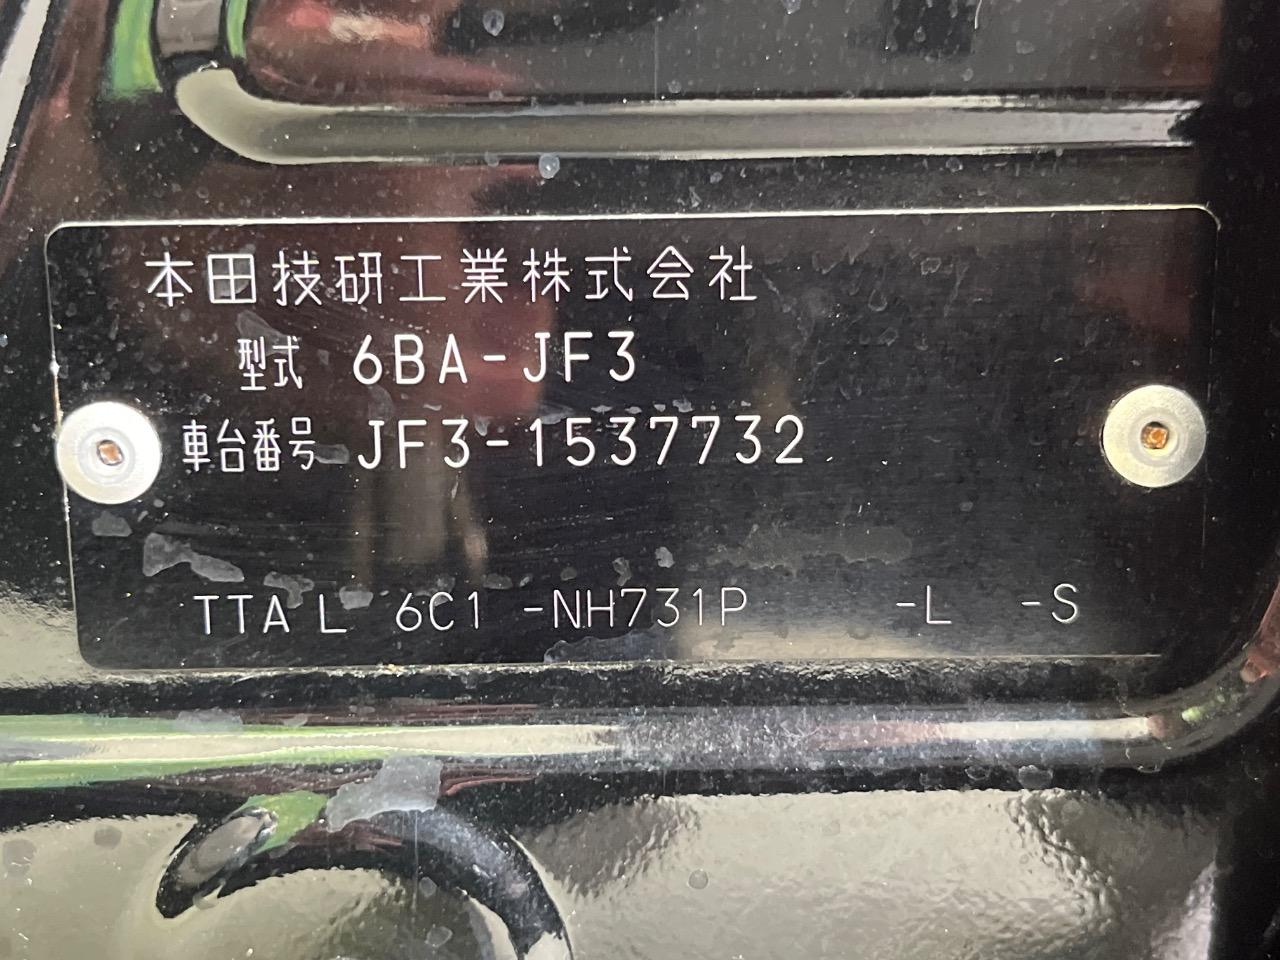 本田技研工業株式会社
型式 6BA-JF3
車台番号 JF3-1537732
TTA L 6C1 -NH731P -L -S